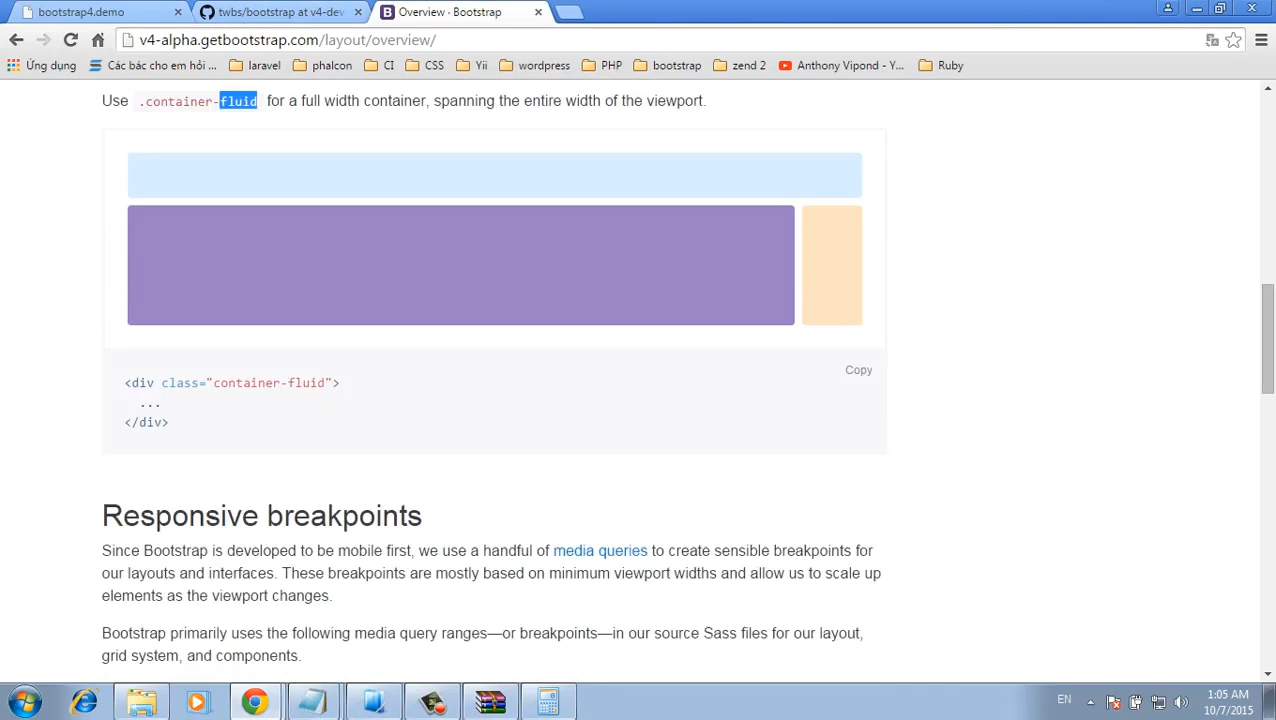 bootstrap4.demo
twbs/bootstrap at v4-dev
Overview · Bootstrap
v4-alpha.getbootstrap.com/layout/overview/
Ứng dụng
Các bác cho em hỏi ...
laravel
phalcon
CI
CSS
Yii
wordpress
PHP
bootstrap
zend 2
Anthony Vipond - Y...
Ruby
Use .container-fluid for a full width container, spanning the entire width of the viewport.
Copy
<div class="container-fluid">
...
</div>
Responsive breakpoints
Since Bootstrap is developed to be mobile first, we use a handful of media queries to create sensible breakpoints for
our layouts and interfaces. These breakpoints are mostly based on minimum viewport widths and allow us to scale up
elements as the viewport changes.
Bootstrap primarily uses the following media query ranges—or breakpoints—in our source Sass files for our layout,
grid system, and components.
EN
1:05 AM
10/7/2015